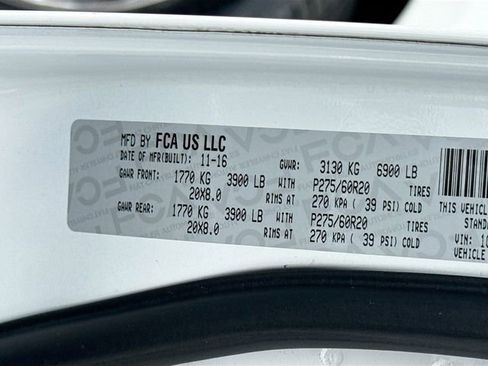 MFD BY FCA US LLC
DATE OF MFR(BUILT): 11-16 GVWR: 3130 KG 6900 LB
GAWR FRONT: 1770 KG 3900 LB WITH P275/60R20 TIRES
20X8.0 RIMS AT 270 KPA ( 39 PSI) COLD
GAWR REAR: 1770 KG 3900 LB WITH P275/60R20 TIRES
20X8.0 RIMS AT 270 KPA ( 39 PSI) COLD
THIS VEHICLE
STAND
VIN: 1C
VEHICLE